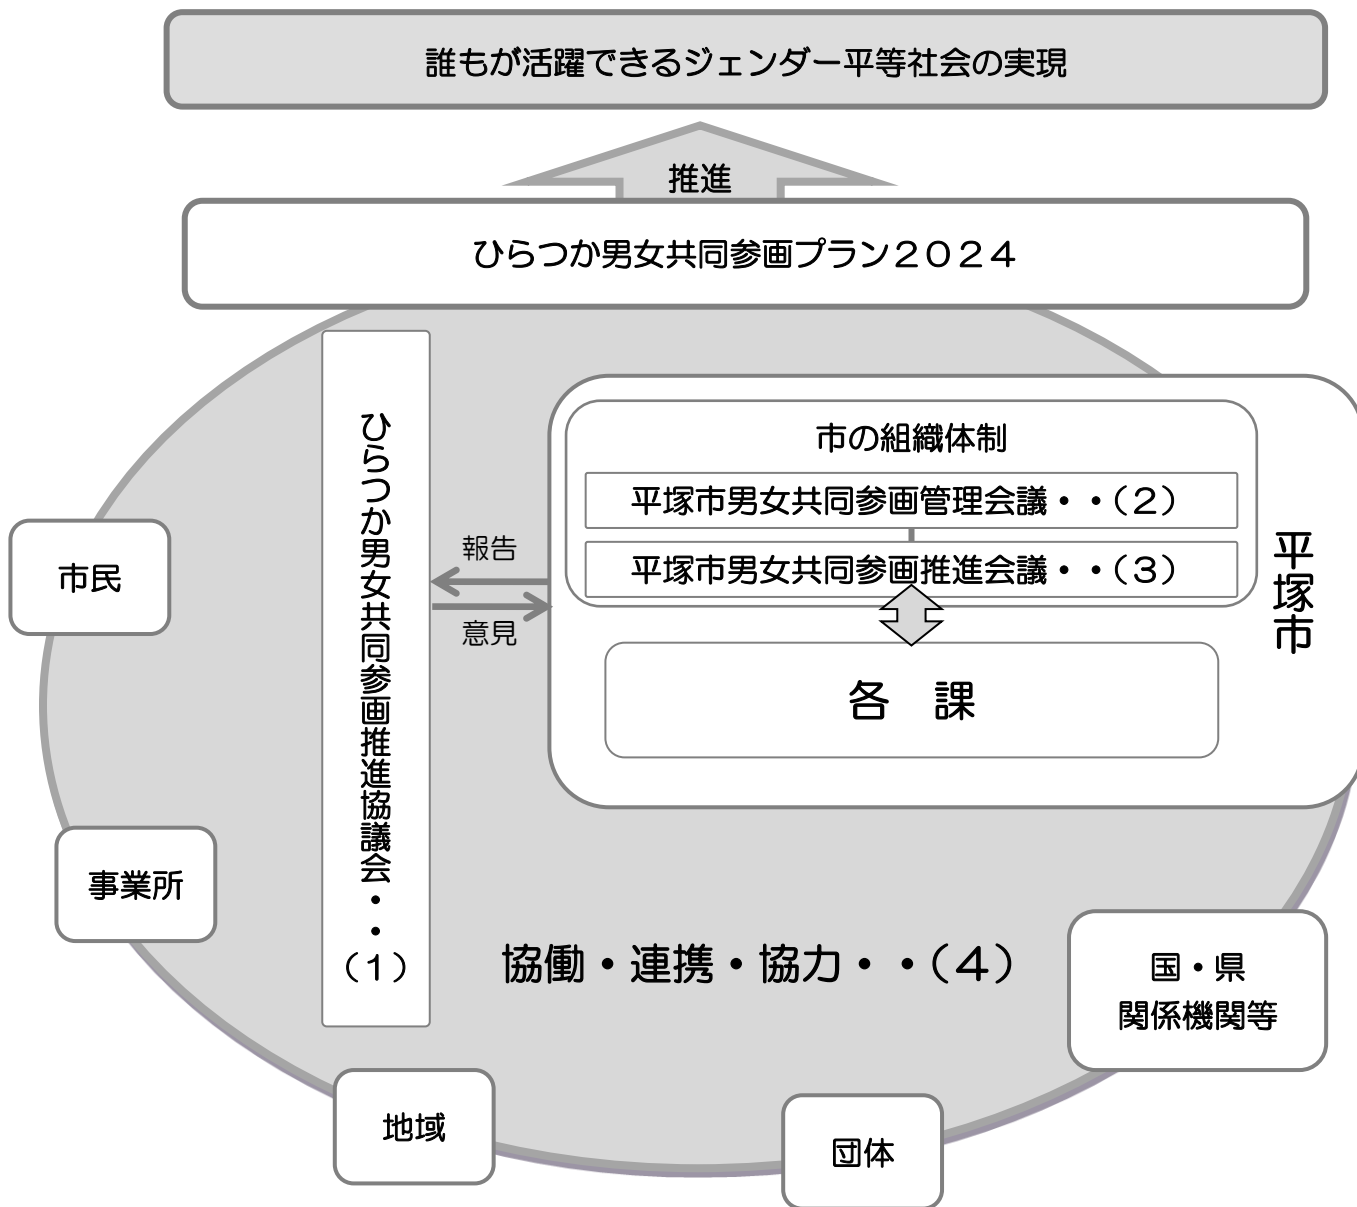 誰もが活躍できるジェンダー平等社会の実現
推進
ひらつか男女共同参画プラン２０２４
ひらつか男女共同参画推進協議会・・（１）
報告
意見
市の組織体制
平塚市男女共同参画管理会議・・（２）
平塚市男女共同参画推進会議・・（３）
各　課
平塚市
市民
事業所
協働・連携・協力・・（４）
国・県
関係機関等
地域
団体